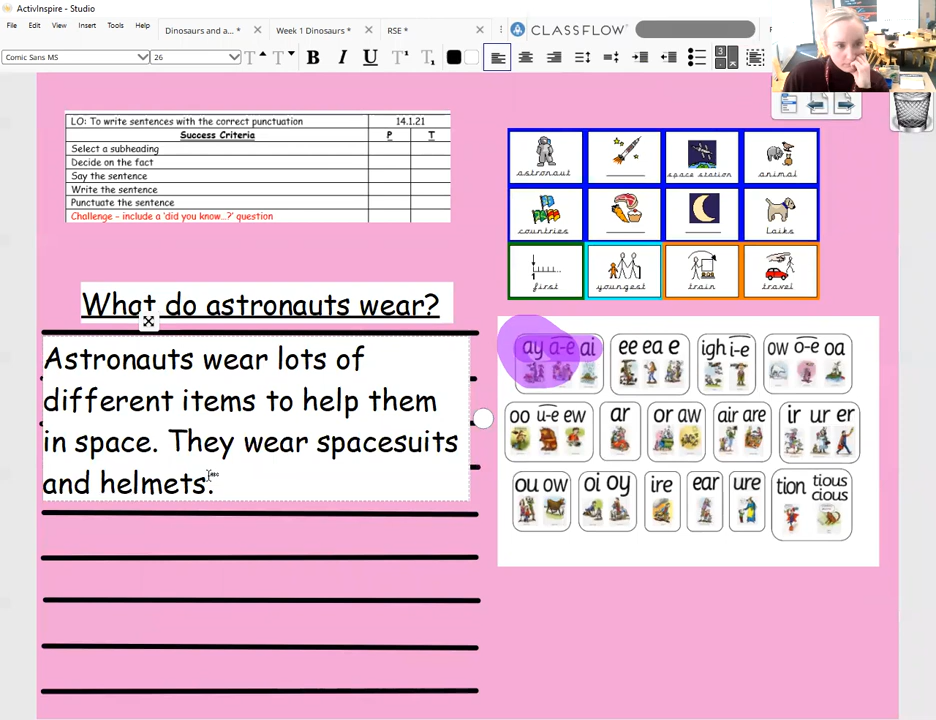 ActivInspire - Studio
File Edit View Insert Tools Help
Dinosaurs and a... *
Week 1 Dinosaurs *
RSE *
CLASSFLOW
Comic Sans MS
26
B I U T T
LO: To write sentences with the correct punctuation 14.1.21
Success Criteria P T
Select a subheading
Decide on the fact
Say the sentence
Write the sentence
Punctuate the sentence
Challenge – include a 'did you know...?' question
astronaut
space station
animal
countries
laika
first
youngest
train
travel
What do astronauts wear?
Astronauts wear lots of
different items to help them
in space. They wear spacesuits
and helmets.
ay a-e ai
ee ea e
igh i-e
ow o-e oa
oo u-e ew
ar
or aw
air are
ir ur er
ou ow
oi oy
ire
ear
ure
tion tious
cious